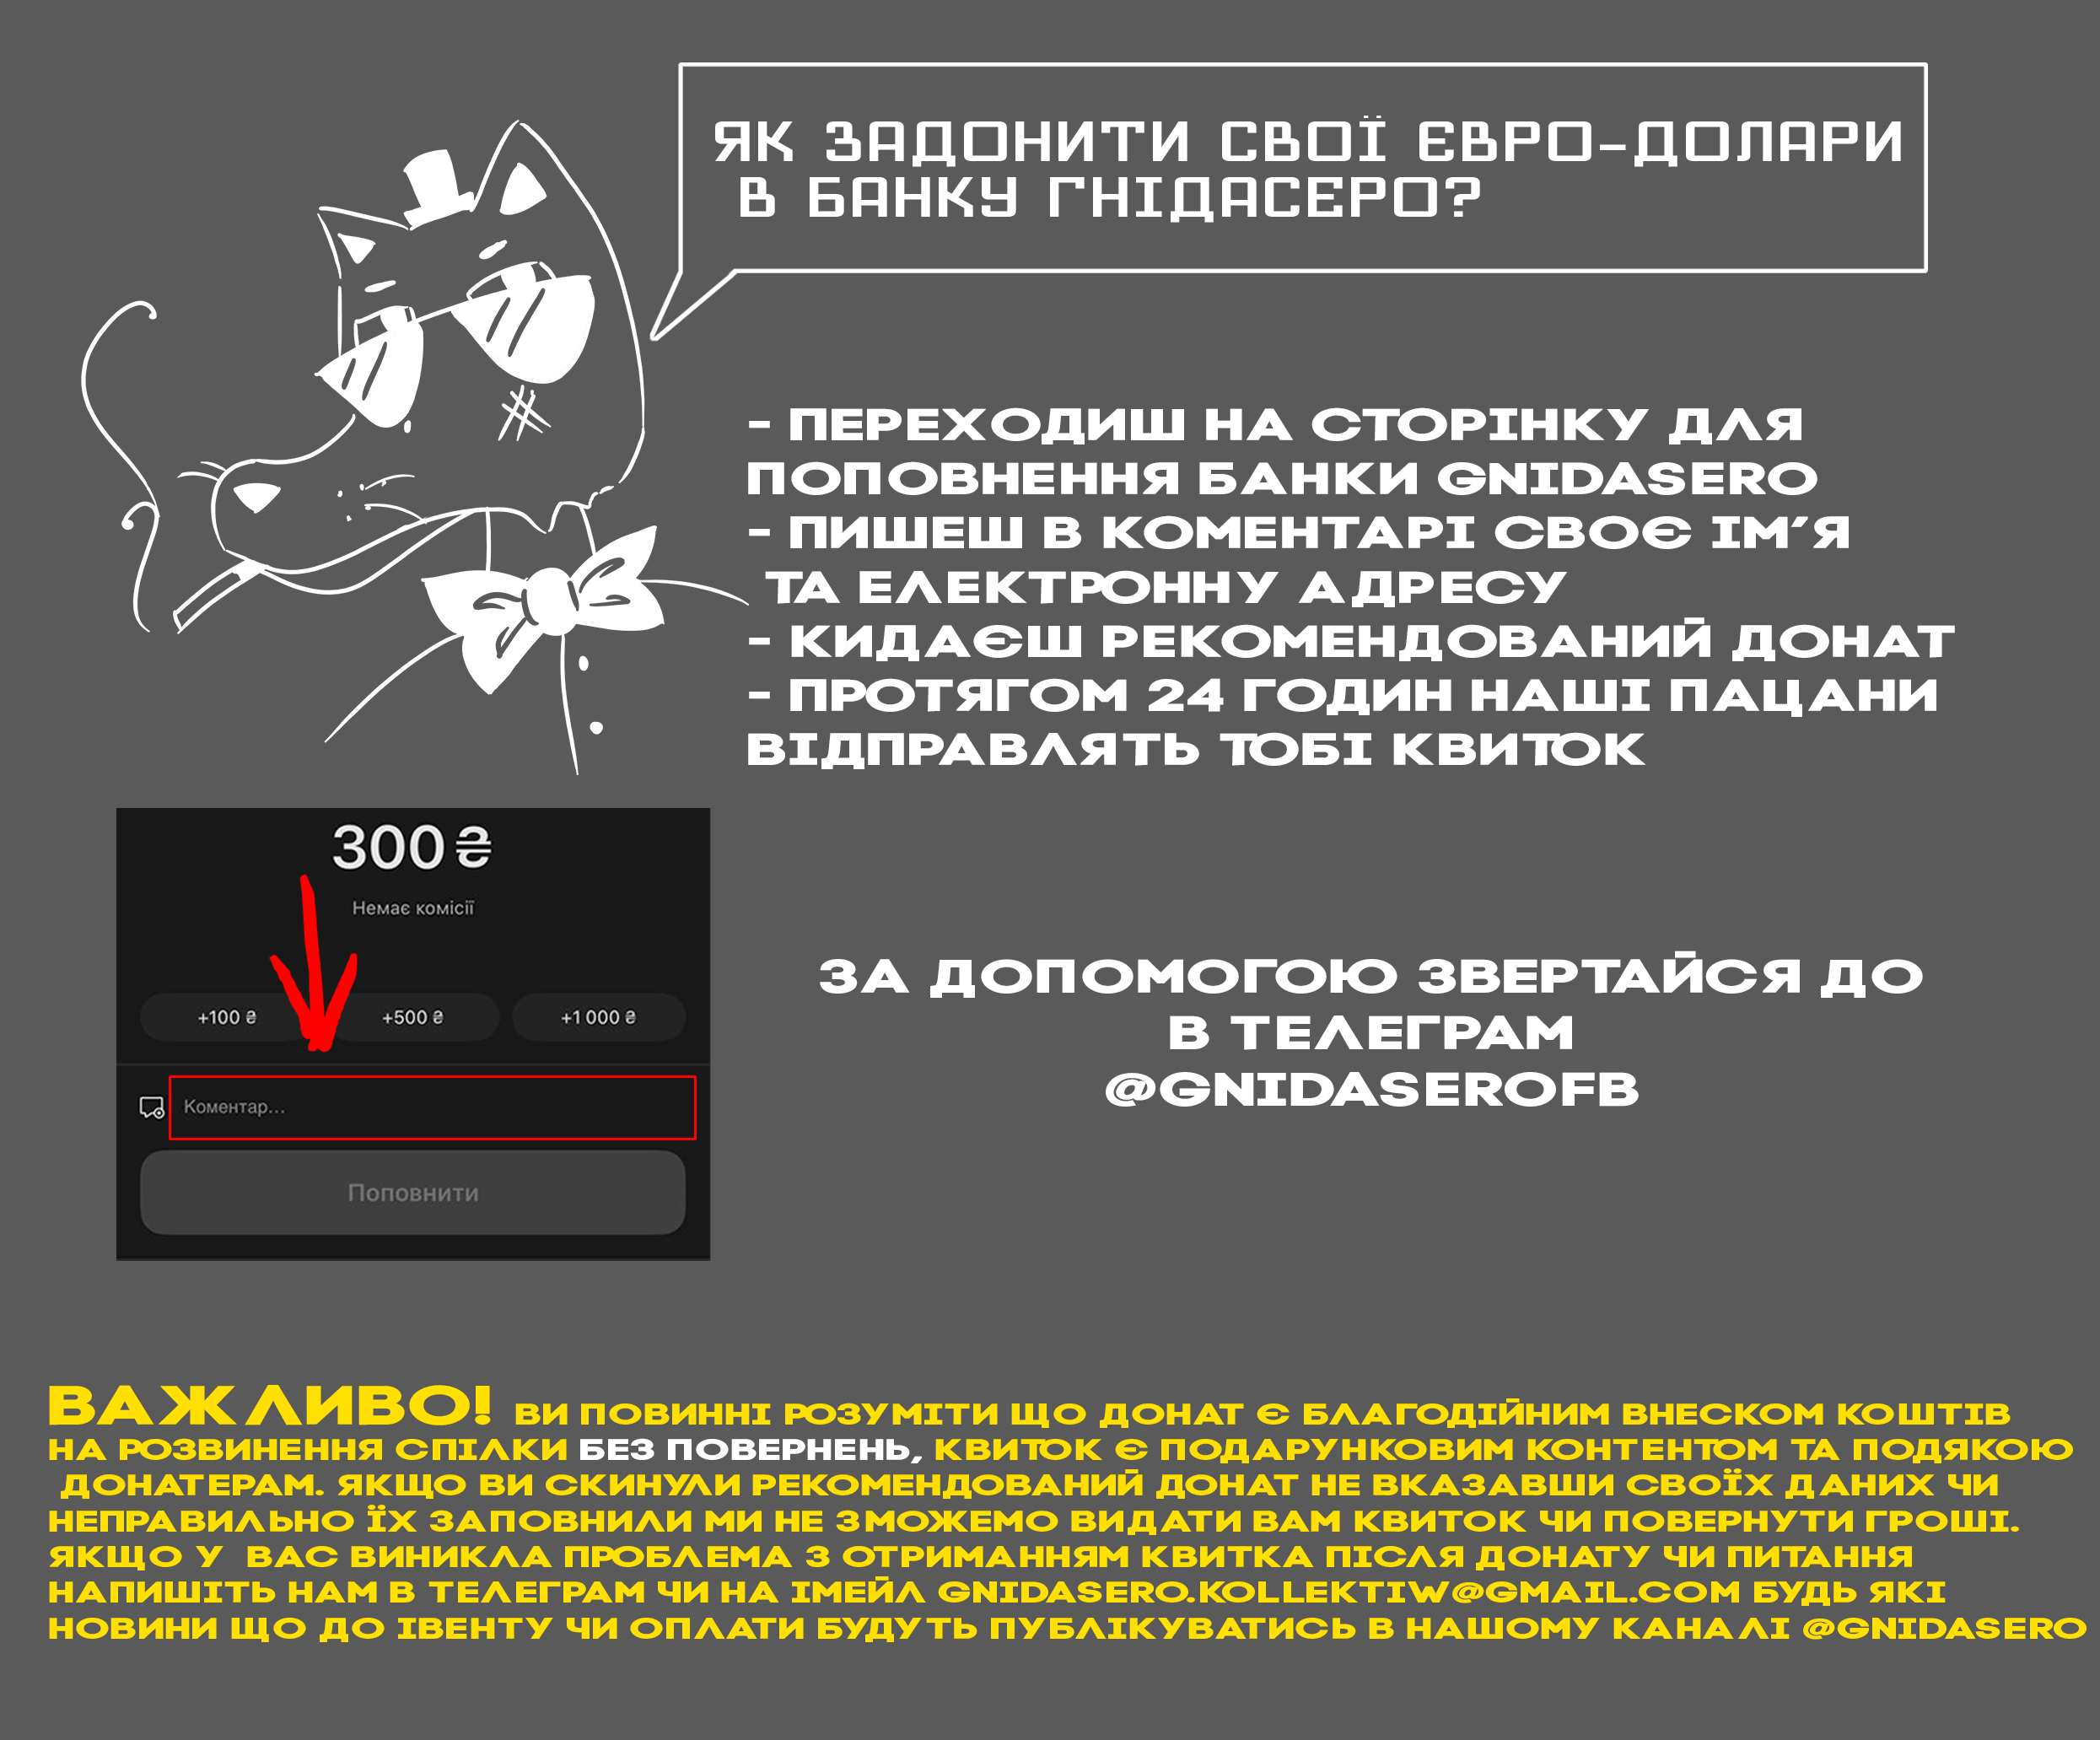 ЯК ЗАДОНИТИ СВОЇ ЄВРО-ДОЛАРИ
В БАНКУ ГНІДАСЕРО?
- ПЕРЕХОДИШ НА СТОРІНКУ ДЛЯ
ПОПОВНЕННЯ БАНКИ GNIDASERO
- ПИШЕШ В КОМЕНТАРІ СВОЄ ІМ'Я
ТА ЕЛЕКТРОННУ АДРЕСУ
- КИДАЄШ РЕКОМЕНДОВАНИЙ ДОНАТ
- ПРОТЯГОМ 24 ГОДИН НАШІ ПАЦАНИ
ВІДПРАВЛЯТЬ ТОБІ КВИТОК
300 ₴
Немає комісії
+100 ₴ +500 ₴ +1 000 ₴
Коментар...
Поповнити
ЗА ДОПОМОГОЮ ЗВЕРТАЙСЯ ДО
В ТЕЛЕГРАМ
@GNIDASEROFB
ВАЖЛИВО! ВИ ПОВИННІ РОЗУМІТИ ЩО ДОНАТ Є БЛАГОДІЙНИМ ВНЕСКОМ КОШТІВ
НА РОЗВИНЕННЯ СПІЛКИ БЕЗ ПОВЕРНЕНЬ, КВИТОК Є ПОДАРУНКОВИМ КОНТЕНТОМ ТА ПОДЯКОЮ
ДОНАТЕРАМ. ЯКЩО ВИ СКИНУЛИ РЕКОМЕНДОВАНИЙ ДОНАТ НЕ ВКАЗАВШИ СВОЇХ ДАНИХ ЧИ
НЕПРАВИЛЬНО ЇХ ЗАПОВНИЛИ МИ НЕ ЗМОЖЕМО ВИДАТИ ВАМ КВИТОК ЧИ ПОВЕРНУТИ ГРОШІ.
ЯКЩО У ВАС ВИНИКЛА ПРОБЛЕМА З ОТРИМАННЯМ КВИТКА ПІСЛЯ ДОНАТУ ЧИ ПИТАННЯ
НАПИШІТЬ НАМ В ТЕЛЕГРАМ ЧИ НА ІМЕЙЛ GNIDASERO.KOLLEKTIW@GMAIL.COM БУДЬ ЯКІ
НОВИНИ ЩО ДО ІВЕНТУ ЧИ ОПЛАТИ БУДУТЬ ПУБЛІКУВАТИСЬ В НАШОМУ КАНАЛІ @GNIDASERO